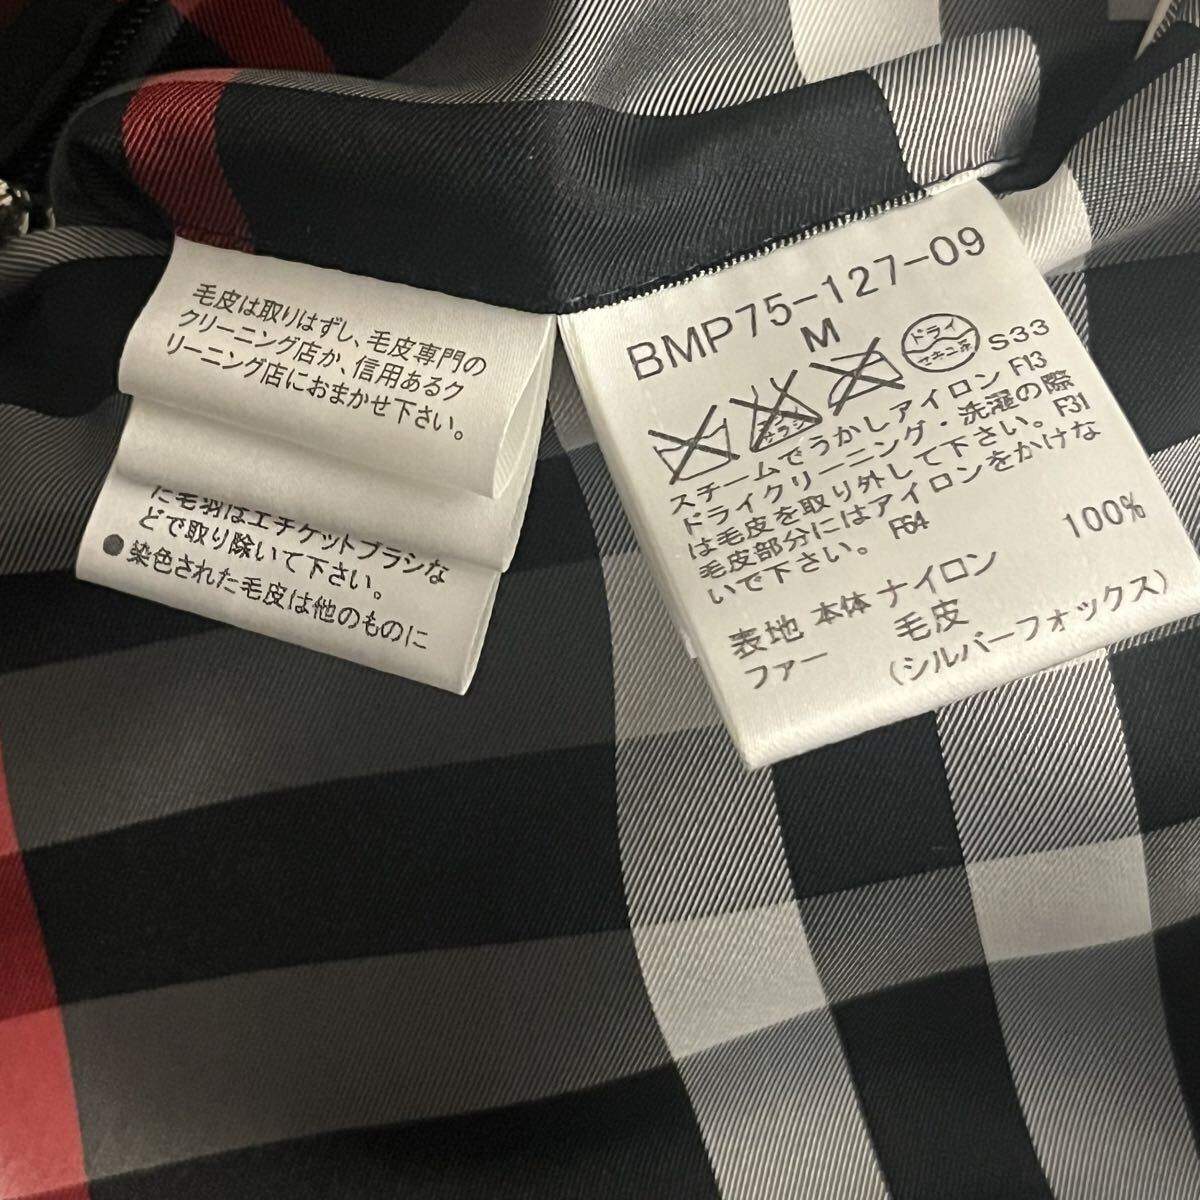 毛皮は取りはずし、毛皮専門の
クリーニング店か、信用あるク
リーニング店におまかせ下さい。
た毛羽はエチケットブラシな
どで取り除いて下さい。
●染色された毛皮は他のものに
BMP75-127-09
M
サラシ
ドライ
セキユ系
S33
スチームでうかしアイロン F13
ドライクリーニング・洗濯の際
は毛皮を取り外して下さい。 F31
毛皮部分にはアイロンをかけな
いで下さい。 F64
表地 本体 ナイロン 100%
ファー 毛皮
(シルバーフォックス)